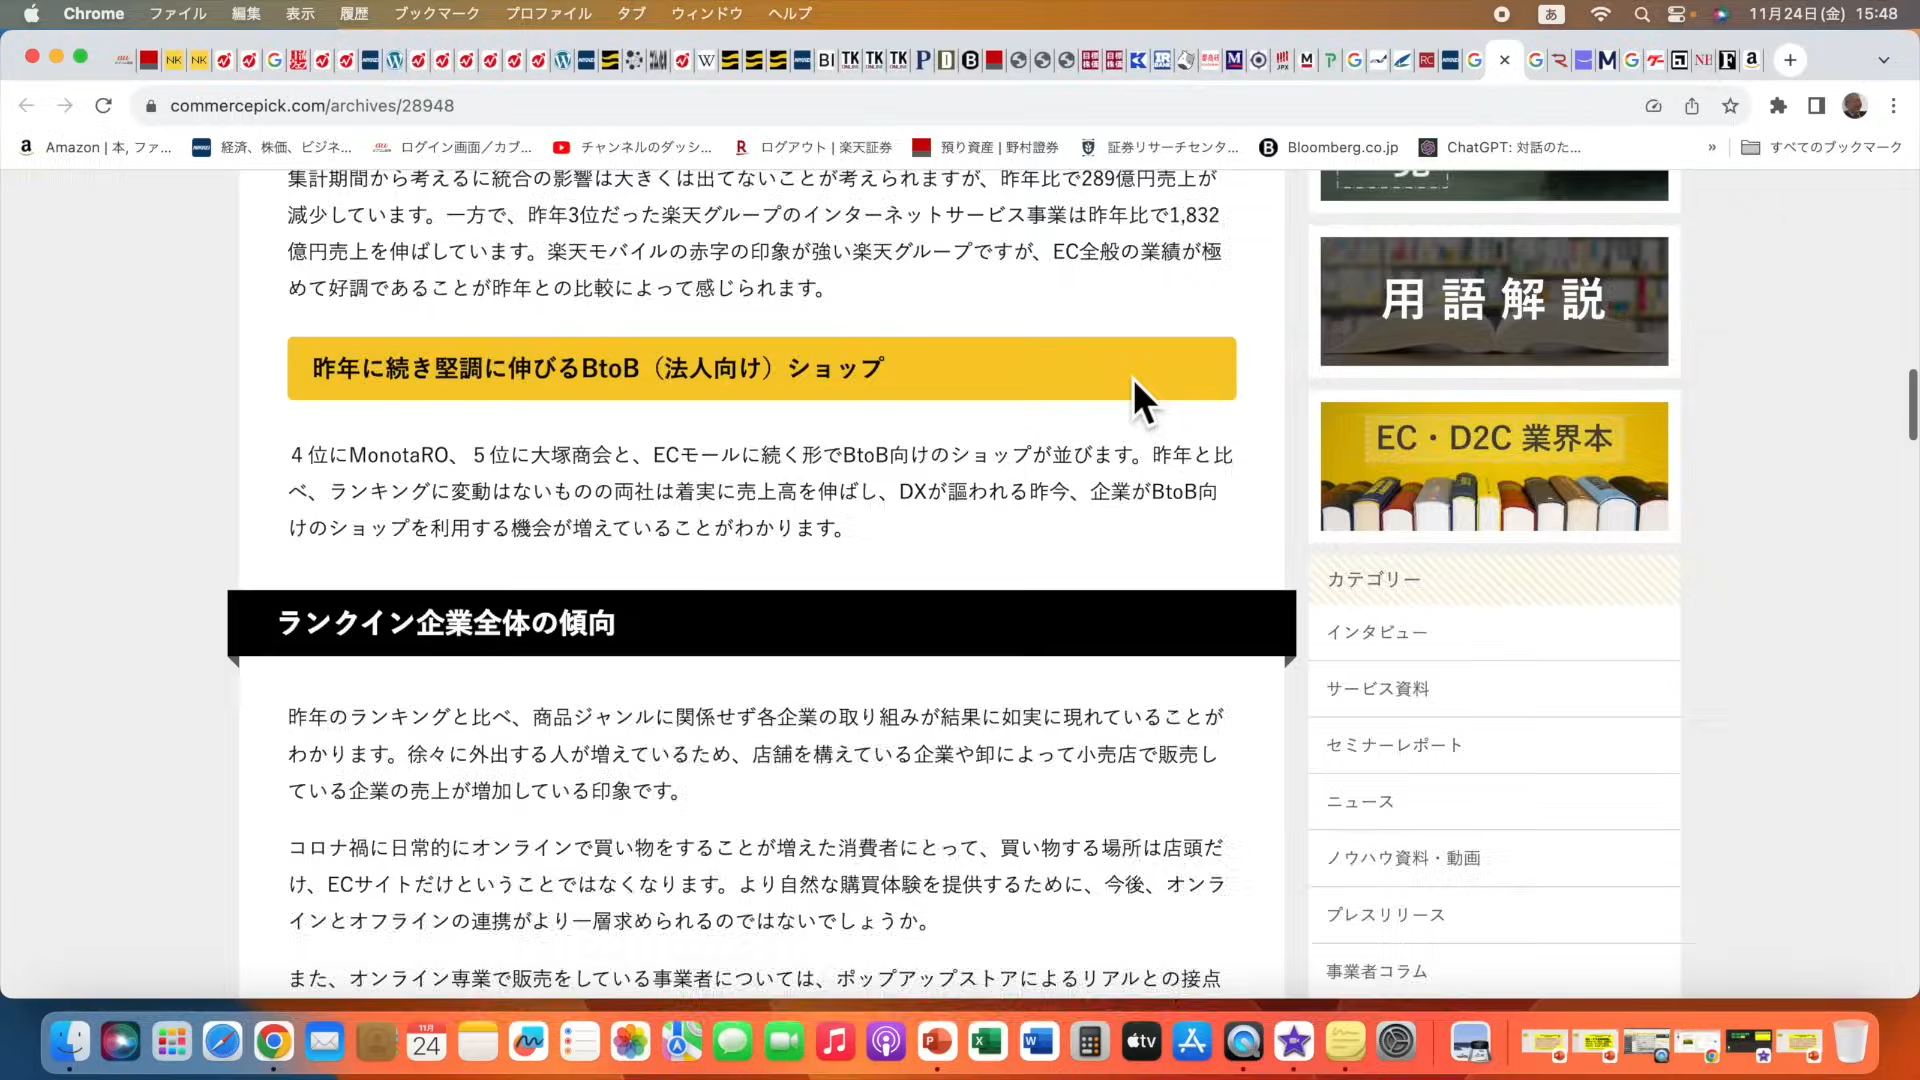 Chrome ファイル 編集 表示 履歴 ブックマーク プロファイル タブ ウィンドウ ヘルプ あ 11月24日(金) 15:48
commercepick.com/archives/28948
Amazon | 本, ファ... 経済、株価、ビジネ... ログイン画面／カブ... チャンネルのダッシ... ログアウト | 楽天証券 預り資産 | 野村證券 証券リサーチセンタ... Bloomberg.co.jp ChatGPT: 対話のた... » すべてのブックマーク
集計期間から考えるに統合の影響は大きくは出てないことが考えられますが、昨年比で289億円売上が
減少しています。一方で、昨年3位だった楽天グループのインターネットサービス事業は昨年比で1,832
億円売上を伸ばしています。楽天モバイルの赤字の印象が強い楽天グループですが、EC全般の業績が極
めて好調であることが昨年との比較によって感じられます。
昨年に続き堅調に伸びるBtoB（法人向け）ショップ
４位にMonotaRO、５位に大塚商会と、ECモールに続く形でBtoB向けのショップが並びます。昨年と比
べ、ランキングに変動はないものの両社は着実に売上高を伸ばし、DXが謳われる昨今、企業がBtoB向
けのショップを利用する機会が増えていることがわかります。
ランクイン企業全体の傾向
昨年のランキングと比べ、商品ジャンルに関係せず各企業の取り組みが結果に如実に現れていることが
わかります。徐々に外出する人が増えているため、店舗を構えている企業や卸によって小売店で販売し
ている企業の売上が増加している印象です。
コロナ禍に日常的にオンラインで買い物をすることが増えた消費者にとって、買い物する場所は店頭だ
け、ECサイトだけということではなくなります。より自然な購買体験を提供するために、今後、オンラ
インとオフラインの連携がより一層求められるのではないでしょうか。
また、オンライン専業で販売をしている事業者については、ポップアップストアによるリアルとの接点
用語解説
EC・D2C 業界本
カテゴリー
インタビュー
サービス資料
セミナーレポート
ニュース
ノウハウ資料・動画
プレスリリース
事業者コラム
11月
24
tv